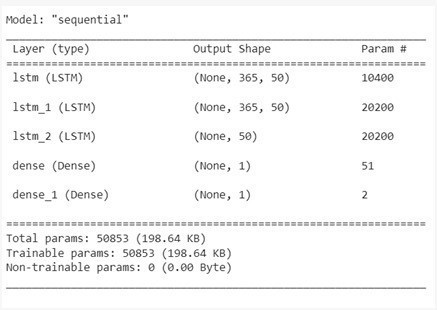 Model: "sequential"
_________________________________________________________________
Layer (type) Output Shape Param #
=================================================================
lstm (LSTM) (None, 365, 50) 10400
lstm_1 (LSTM) (None, 365, 50) 20200
lstm_2 (LSTM) (None, 50) 20200
dense (Dense) (None, 1) 51
dense_1 (Dense) (None, 1) 2
=================================================================
Total params: 50853 (198.64 KB)
Trainable params: 50853 (198.64 KB)
Non-trainable params: 0 (0.00 Byte)
_________________________________________________________________